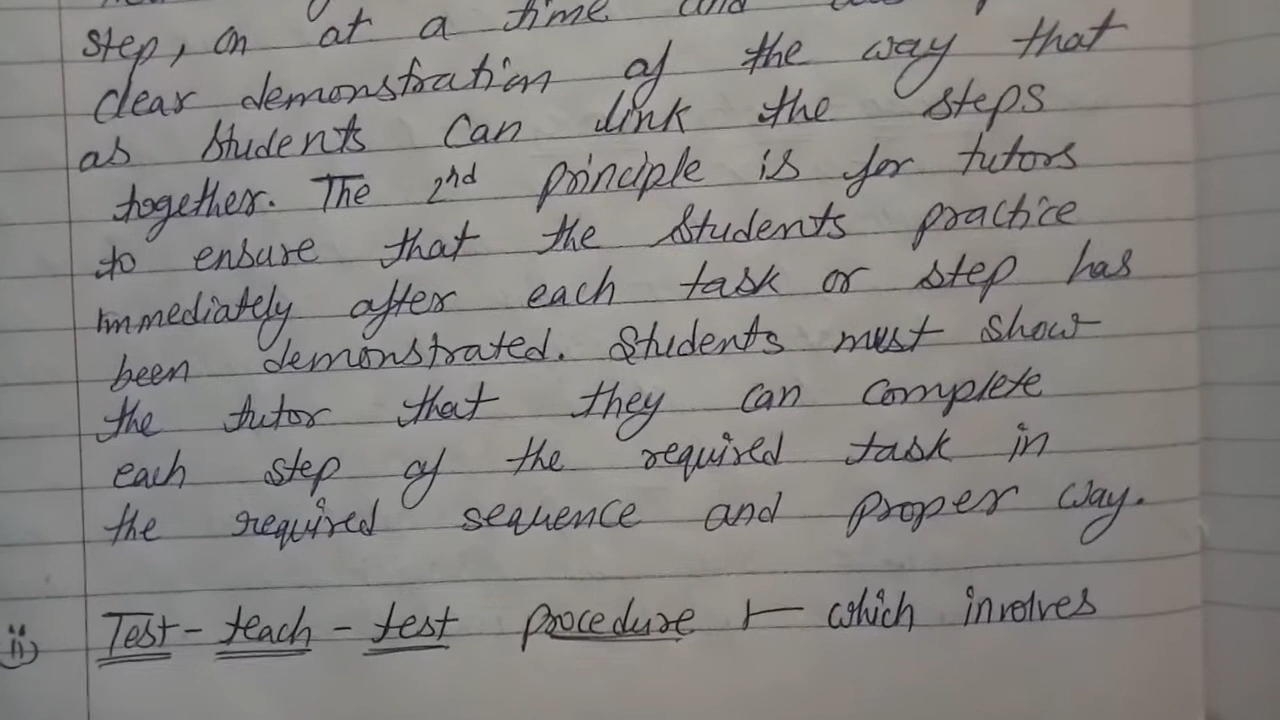 step, on at a time and
clear demonstration of the way that
as students can link the steps
together. The 2nd principle is for tutors
to ensure that the students practice
immediately after each task or step has
been demonstrated. Students must show
the tutor that they can complete
each step of the required task in
the required sequence and proper way.
ii) Test - teach - test procedure :- which involves